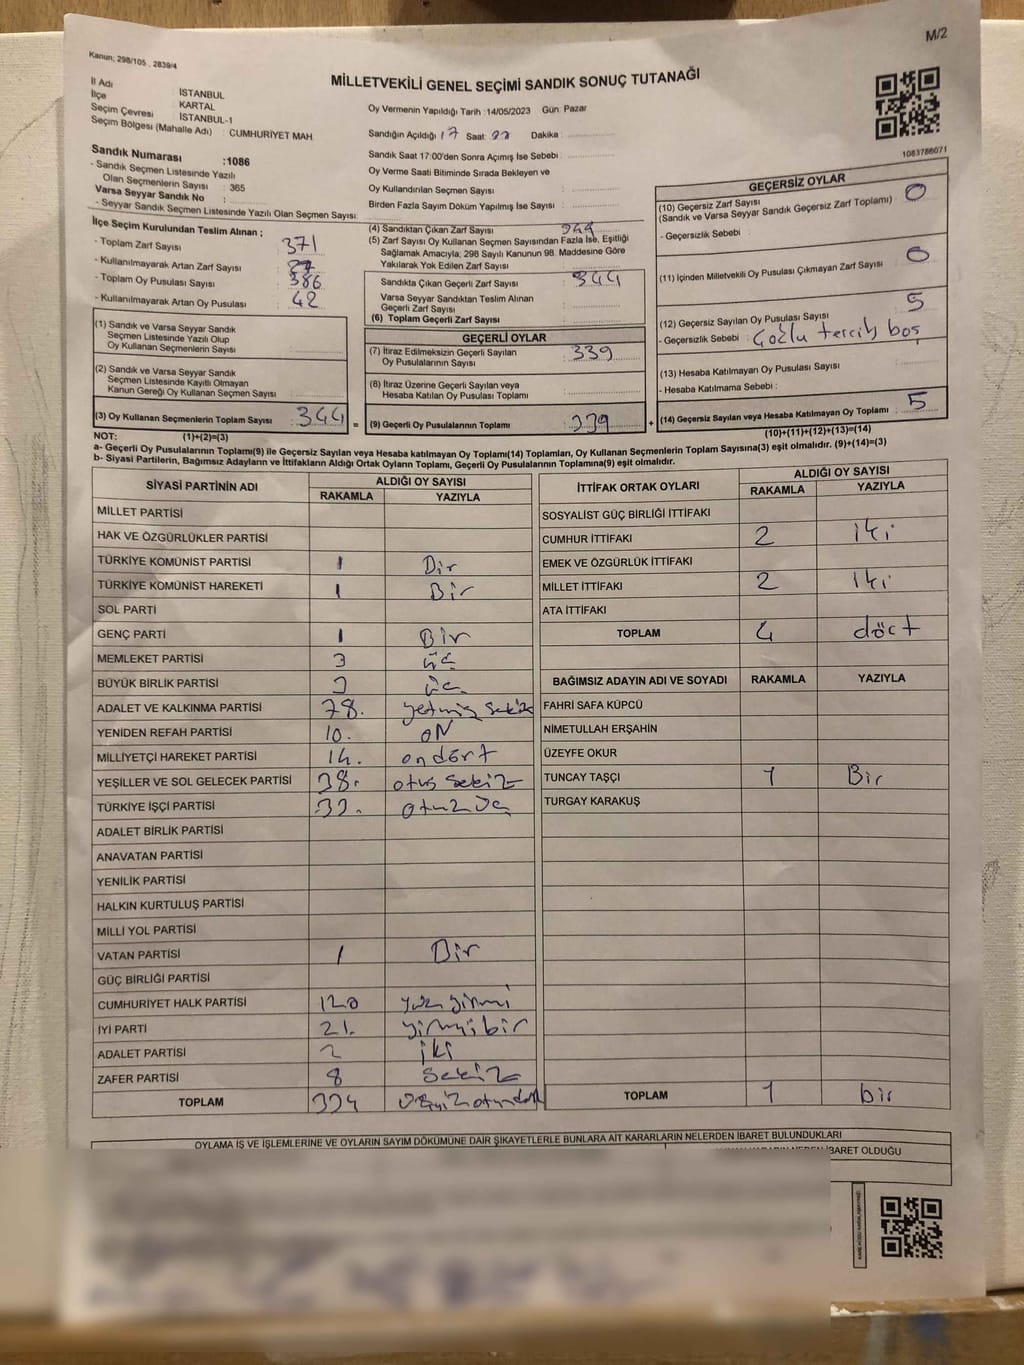 M/2
Kanun; 298/105 , 2839/4
MİLLETVEKİLİ GENEL SEÇİMİ SANDIK SONUÇ TUTANAĞI
İl Adı İSTANBUL
İlçe KARTAL
Seçim Çevresi İSTANBUL-1
Seçim Bölgesi (Mahalle Adı) : CUMHURİYET MAH.
Sandık Numarası :1086
- Sandık Seçmen Listesinde Yazılı
Olan Seçmenlerin Sayısı : 365
Varsa Seyyar Sandık No :
- Seyyar Sandık Seçmen Listesinde Yazılı Olan Seçmen Sayısı:
Oy Vermenin Yapıldığı Tarih :14/05/2023 Gün: Pazar
Sandığın Açıldığı 17 Saat: Dakika :
Sandık Saat 17:00'den Sonra Açımış İse Sebebi :
Oy Verme Saati Bitiminde Sırada Bekleyen ve
Oy Kullandırılan Seçmen Sayısı :
Birden Fazla Sayım Döküm Yapılmış İse Sayısı :
1083786071
İlçe Seçim Kurulundan Teslim Alınan ;
- Toplam Zarf Sayısı : 371
- Kullanılmayarak Artan Zarf Sayısı : 27
- Toplam Oy Pusulası Sayısı : 386
- Kullanılmayarak Artan Oy Pusulası : 42
(1) Sandık ve Varsa Seyyar Sandık
Seçmen Listesinde Yazılı Olup
Oy Kullanan Seçmenlerin Sayısı :
(2) Sandık ve Varsa Seyyar Sandık
Seçmen Listesinde Kayıtlı Olmayan
Kanun Gereği Oy Kullanan Seçmen Sayısı :
(3) Oy Kullanan Seçmenlerin Toplam Sayısı : 344 =
(4) Sandıktan Çıkan Zarf Sayısı : 344
(5) Zarf Sayısı Oy Kullanan Seçmen Sayısından Fazla İse, Eşitliği
Sağlamak Amacıyla; 298 Sayılı Kanunun 98. Maddesine Göre
Yakılarak Yok Edilen Zarf Sayısı :
Sandıkta Çıkan Geçerli Zarf Sayısı : 344
Varsa Seyyar Sandıktan Teslim Alınan
Geçerli Zarf Sayısı :
(6) Toplam Geçerli Zarf Sayısı :
GEÇERLİ OYLAR
(7) İtiraz Edilmeksizin Geçerli Sayılan : 339
Oy Pusulalarının Sayısı
(8) İtiraz Üzerine Geçerli Sayılan veya
Hesaba Katılan Oy Pusulası Toplamı :
(9) Geçerli Oy Pusulalarının Toplamı : 339 +
GEÇERSİZ OYLAR
(10) Geçersiz Zarf Sayısı : 0
(Sandık ve Varsa Seyyar Sandık Geçersiz Zarf Toplamı)
- Geçersizlik Sebebi :
(11) İçinden Milletvekili Oy Pusulası Çıkmayan Zarf Sayısı : 0
(12) Geçersiz Sayılan Oy Pusulası Sayısı : 5
- Geçersizlik Sebebi : Çoğlu tercih boş
(13) Hesaba Katılmayan Oy Pusulası Sayısı :
- Hesaba Katılmama Sebebi :
(14) Geçersiz Sayılan veya Hesaba Katılmayan Oy Toplamı : 5
NOT: (1)+(2)=(3) (10)+(11)+(12)+(13)=(14)
a- Geçerli Oy Pusulalarının Toplamı(9) ile Geçersiz Sayılan veya Hesaba katılmayan Oy Toplamı(14) Toplamları, Oy Kullanan Seçmenlerin Toplam Sayısına(3) eşit olmalıdır. (9)+(14)=(3)
b- Siyasi Partilerin, Bağımsız Adayların ve İttifakların Aldığı Ortak Oyların Toplamı, Geçerli Oy Pusulalarının Toplamına(9) eşit olmalıdır.
SİYASİ PARTİNİN ADI ALDIĞI OY SAYISI
RAKAMLA YAZIYLA
MİLLET PARTİSİ
HAK VE ÖZGÜRLÜKLER PARTİSİ
TÜRKİYE KOMÜNİST PARTİSİ 1 Bir
TÜRKİYE KOMÜNİST HAREKETİ 1 Bir
SOL PARTİ
GENÇ PARTİ 1 Bir
MEMLEKET PARTİSİ 3 üç
BÜYÜK BİRLİK PARTİSİ 3 üç
ADALET VE KALKINMA PARTİSİ 78. yetmiş sekiz
YENİDEN REFAH PARTİSİ 10. ON
MİLLİYETÇİ HAREKET PARTİSİ 14. ondört
YEŞİLLER VE SOL GELECEK PARTİSİ 38. otuz sekiz
TÜRKİYE İŞÇİ PARTİSİ 33. otuz üç
ADALET BİRLİK PARTİSİ
ANAVATAN PARTİSİ
YENİLİK PARTİSİ
HALKIN KURTULUŞ PARTİSİ
MİLLİ YOL PARTİSİ
VATAN PARTİSİ 1 Bir
GÜÇ BİRLİĞİ PARTİSİ
CUMHURİYET HALK PARTİSİ 120 yüz yirmi
İYİ PARTİ 21. yirmi bir
ADALET PARTİSİ 2 iki
ZAFER PARTİSİ 8 Sekiz
TOPLAM 334
İTTİFAK ORTAK OYLARI ALDIĞI OY SAYISI
RAKAMLA YAZIYLA
SOSYALİST GÜÇ BİRLİĞİ İTTİFAKI
CUMHUR İTTİFAKI 2 iki
EMEK VE ÖZGÜRLÜK İTTİFAKI
MİLLET İTTİFAKI 2 iki
ATA İTTİFAKI
TOPLAM 4 dört
BAĞIMSIZ ADAYIN ADI VE SOYADI RAKAMLA YAZIYLA
FAHRİ SAFA KÜPCÜ
NİMETULLAH ERŞAHİN
ÜZEYFE OKUR
TUNCAY TAŞÇI 1 Bir
TURGAY KARAKUŞ
TOPLAM 1 bir
OYLAMA İŞ VE İŞLEMLERİNE VE OYLARIN SAYIM DÖKÜMÜNE DAİR ŞİKAYETLERLE BUNLARA AİT KARARLARIN NELERDEN İBARET BULUNDUKLARI
İBARET OLDUĞU